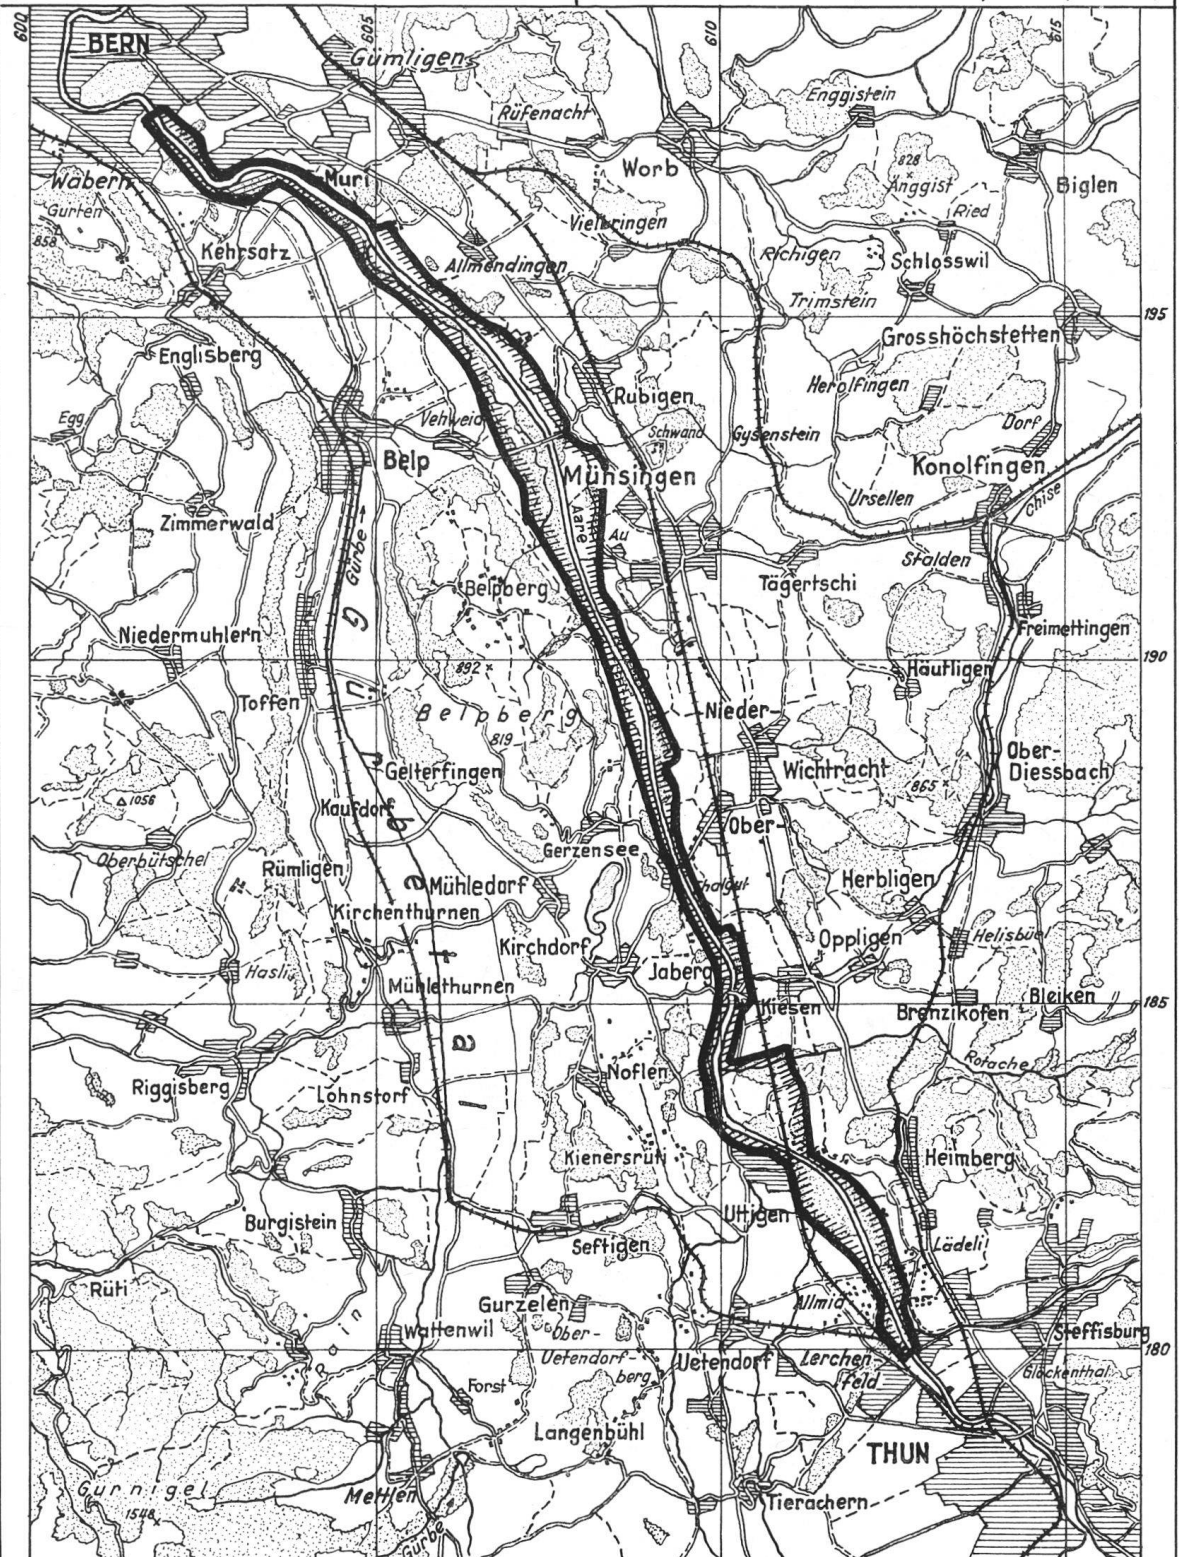 600
605
610
615
BERN
Gümligen
Rüfenacht
Enggistein
Worb
828
Änggist
Biglen
Wabern
Muri
Gurten
858
Vielbringen
Ried
Kehrsatz
Allmendingen
Richigen
Schlosswil
Trimstein
195
Grosshöchstetten
Englisberg
Rubigen
Herolfingen
Egg
Vehweid
Schwand
Gysenstein
Dorf
Belp
Münsingen
Konolfingen
Ursellen
Chise
Zimmerwald
Gürbe
Aare
Au
Stalden
Belpberg
Tägertschi
Niedermuhlern
Freimettingen
892
190
Häutligen
Toffen
Belpberg
Nieder-
819
Gürbetal
Gelterfingen
Wichtracht
Ober-
Diessbach
865
1056
Kaufdorf
Ober-
Oberbütschel
Gerzensee
Rümligen
Mühledorf
Thalgut
Herbligen
Kirchenthurnen
Kirchdorf
Oppligen
Helisbüel
Hasli
Jaberg
Mühlethurnen
Kiesen
Brenzikofen
Bleiken
185
Rotache
Riggisberg
Lohnstorf
Noflen
Kienersrüti
Heimberg
Burgistein
Uttigen
Seftigen
Lädeli
Rüti
Gurzelen
Allmid
Wattenwil
Ober-
Steffisburg
Uetendorf
berg
Uetendorf
Lerchen-
feld
180
Glockenthal
Forst
Langenbühl
THUN
Gurnigel
1548
Mettlen
Tierachern
Gürbe